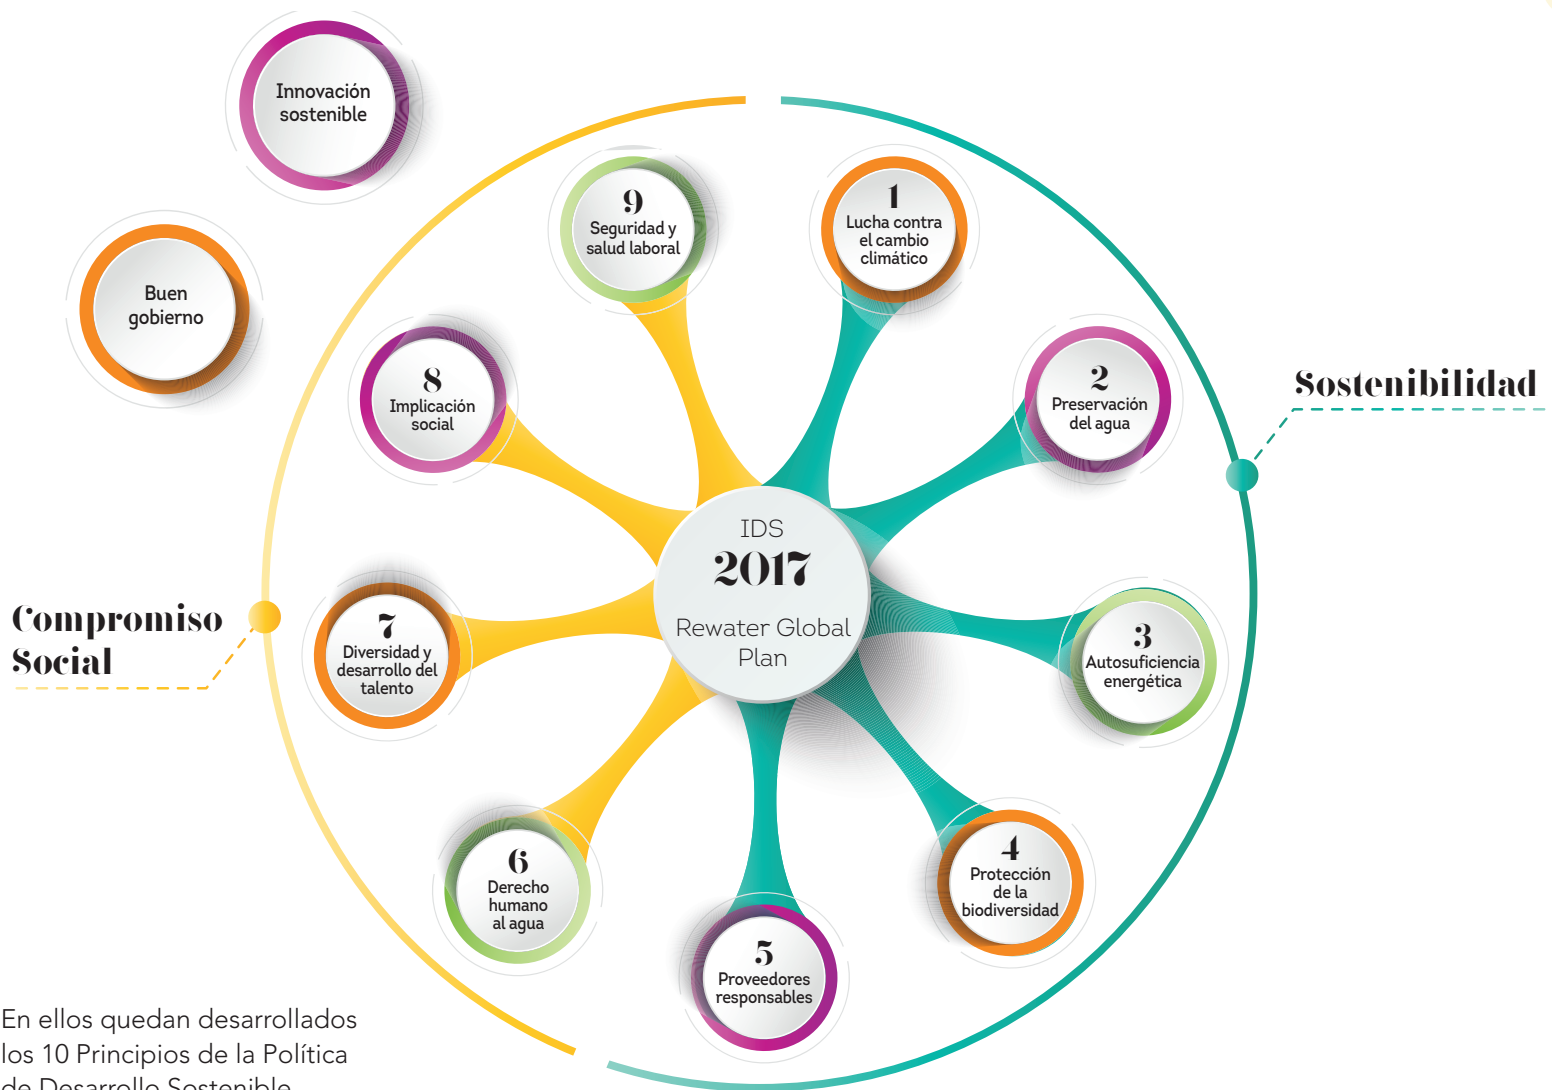 Innovación
sostenible
Buen
gobierno
9
Seguridad y
salud laboral
1
Lucha contra
el cambio
climático
8
Implicación
social
2
Preservación
del agua
Sostenibilidad
IDS
2017
Rewater Global
Plan
Compromiso
Social
7
Diversidad y
desarrollo del
talento
3
Autosuficiencia
energética
6
Derecho
humano
al agua
4
Protección
de la
biodiversidad
5
Proveedores
responsables
En ellos quedan desarrollados
los 10 Principios de la Política
de Desarrollo Sostenible